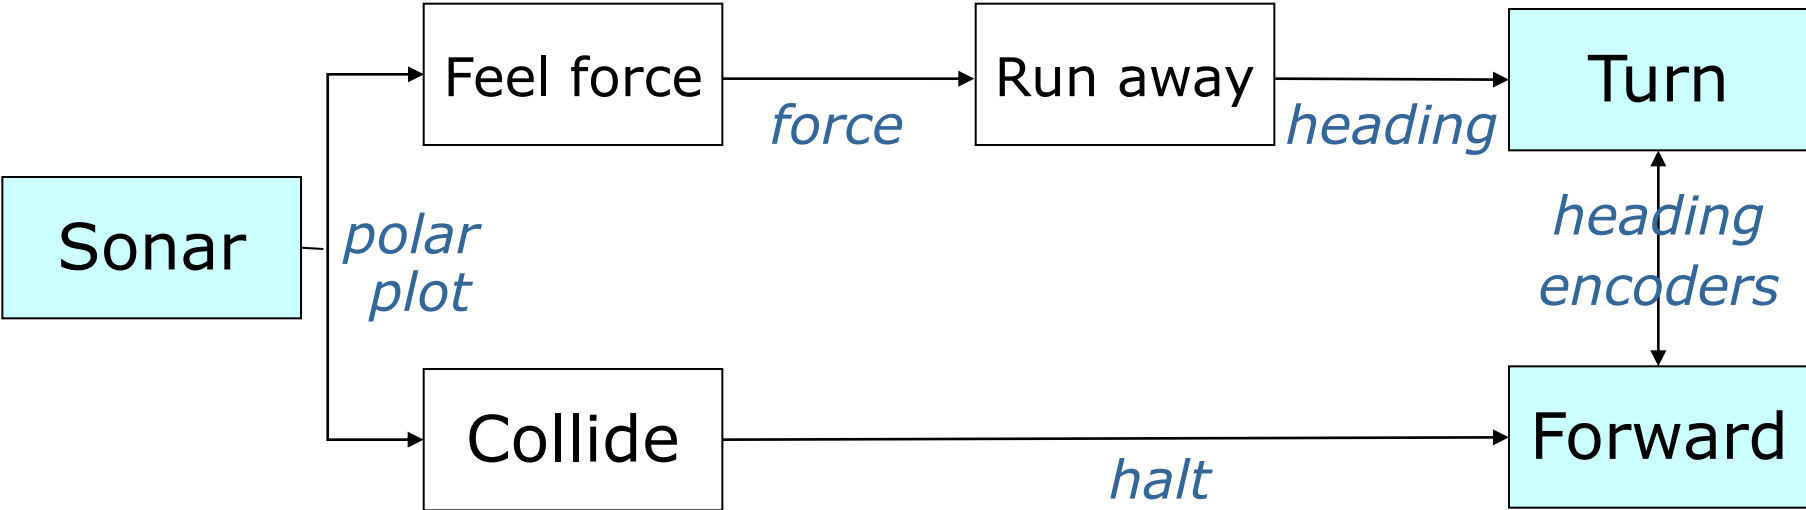 Feel force
Run away
Turn
force
heading
Sonar
polar
plot
heading
encoders
Collide
Forward
halt